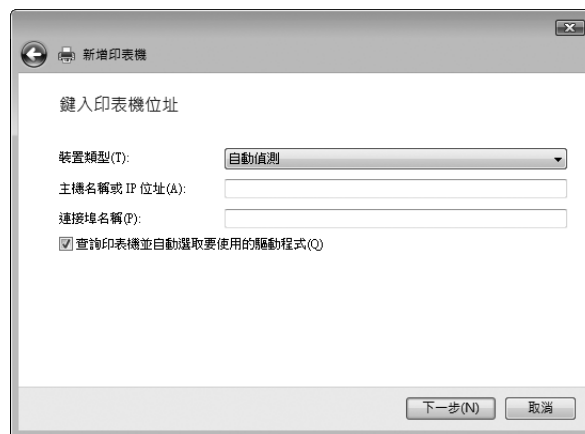 新增印表機
鍵入印表機位址
裝置類型(T): 自動偵測
主機名稱或 IP 位址(A):
連接埠名稱(P):
查詢印表機並自動選取要使用的驅動程式(Q)
下一步(N) 取消